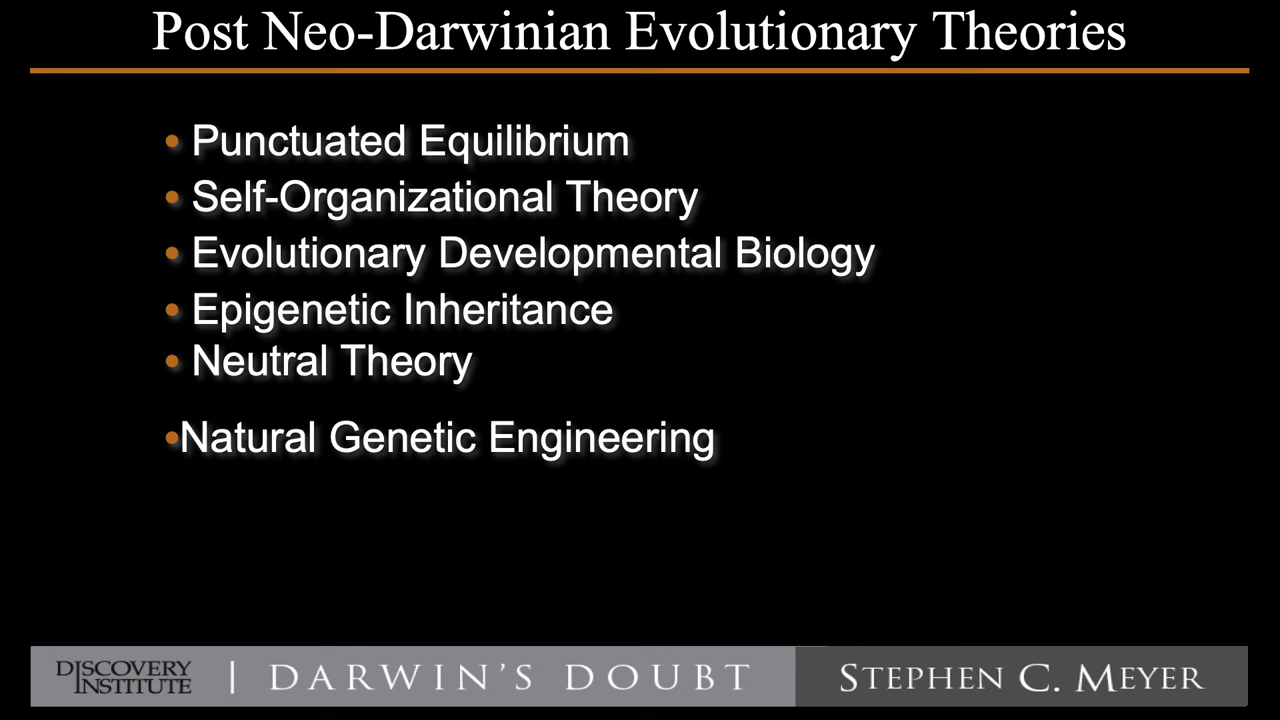 Post Neo-Darwinian Evolutionary Theories
• Punctuated Equilibrium
• Self-Organizational Theory
• Evolutionary Developmental Biology
• Epigenetic Inheritance
• Neutral Theory
•Natural Genetic Engineering
DISCOVERY
INSTITUTE | DARWIN'S DOUBT STEPHEN C. MEYER